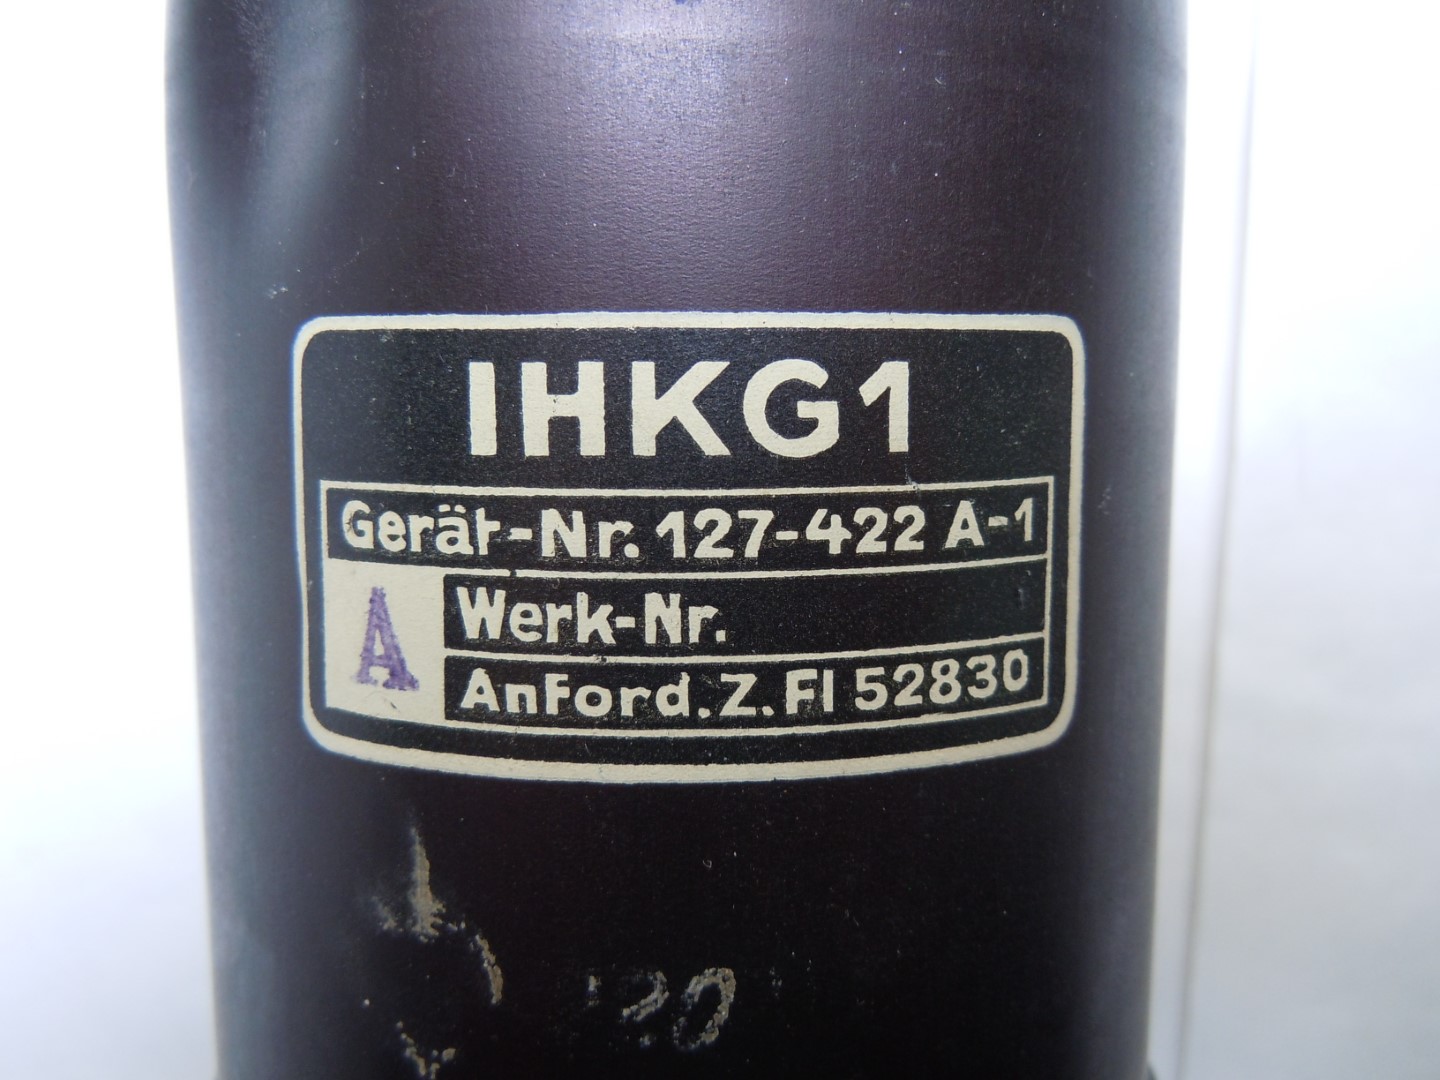 IHKG1
Gerät-Nr. 127-422 A-1
A
Werk-Nr.
Anford.Z. Fl 52830